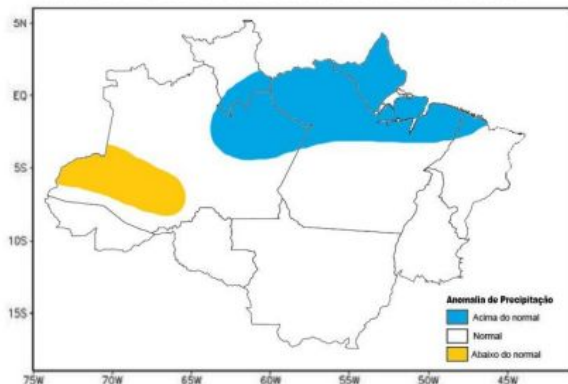 5N
EQ
5S
10S
15S
75W
70W
65W
60W
55W
50W
45W
Anomalia de Precipitação
Acima do normal
Normal
Abaixo do normal